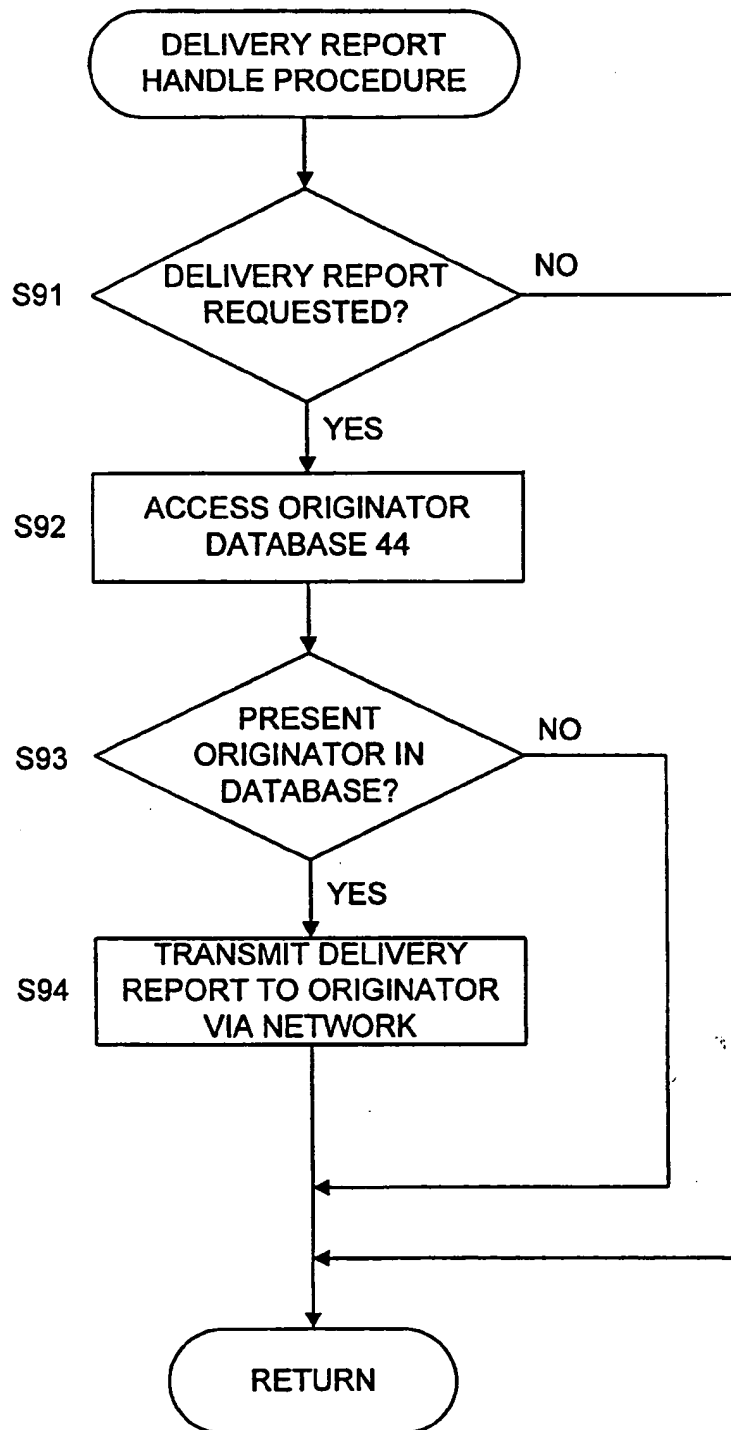 DELIVERY REPORT
HANDLE PROCEDURE
S91
DELIVERY REPORT
REQUESTED?
NO
YES
S92
ACCESS ORIGINATOR
DATABASE 44
S93
PRESENT
ORIGINATOR IN
DATABASE?
NO
YES
S94
TRANSMIT DELIVERY
REPORT TO ORIGINATOR
VIA NETWORK
RETURN